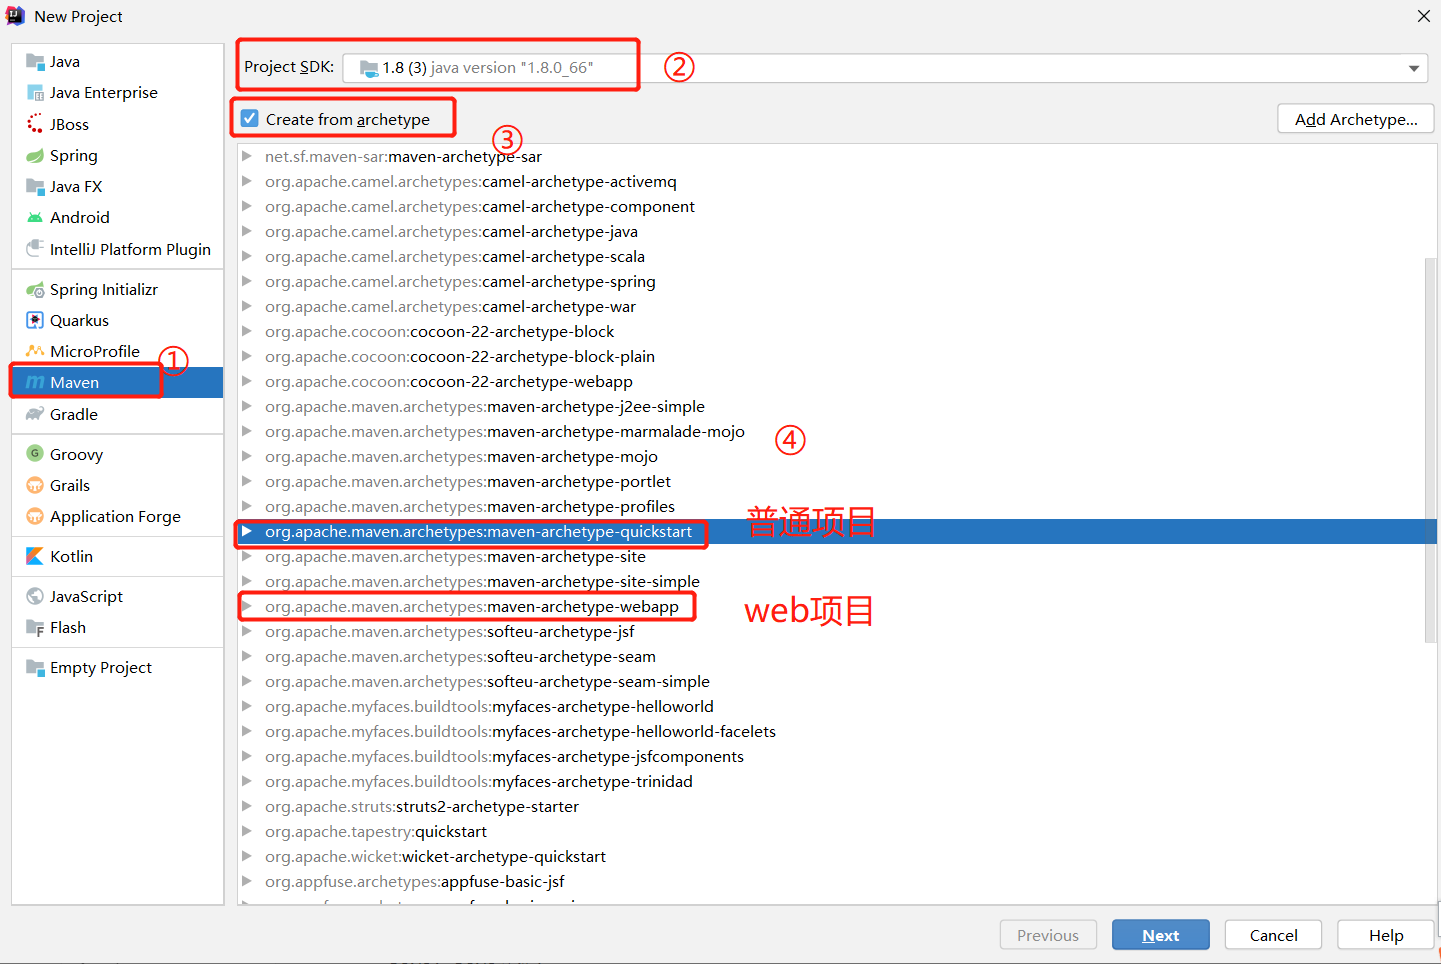 New Project
Java
Java Enterprise
JBoss
Spring
Java FX
Android
IntelliJ Platform Plugin
Spring Initializr
Quarkus
MicroProfile
①
Maven
Gradle
Groovy
Grails
Application Forge
Kotlin
JavaScript
Flash
Empty Project
Project SDK: 1.8 (3) java version "1.8.0_66" ②
Create from archetype
Add Archetype...
③
net.sf.maven-sar:maven-archetype-sar
org.apache.camel.archetypes:camel-archetype-activemq
org.apache.camel.archetypes:camel-archetype-component
org.apache.camel.archetypes:camel-archetype-java
org.apache.camel.archetypes:camel-archetype-scala
org.apache.camel.archetypes:camel-archetype-spring
org.apache.camel.archetypes:camel-archetype-war
org.apache.cocoon:cocoon-22-archetype-block
org.apache.cocoon:cocoon-22-archetype-block-plain
org.apache.cocoon:cocoon-22-archetype-webapp
org.apache.maven.archetypes:maven-archetype-j2ee-simple
org.apache.maven.archetypes:maven-archetype-marmalade-mojo ④
org.apache.maven.archetypes:maven-archetype-mojo
org.apache.maven.archetypes:maven-archetype-portlet
org.apache.maven.archetypes:maven-archetype-profiles
org.apache.maven.archetypes:maven-archetype-quickstart 普通项目
org.apache.maven.archetypes:maven-archetype-site
org.apache.maven.archetypes:maven-archetype-site-simple
org.apache.maven.archetypes:maven-archetype-webapp web项目
org.apache.maven.archetypes:softeu-archetype-jsf
org.apache.maven.archetypes:softeu-archetype-seam
org.apache.maven.archetypes:softeu-archetype-seam-simple
org.apache.myfaces.buildtools:myfaces-archetype-helloworld
org.apache.myfaces.buildtools:myfaces-archetype-helloworld-facelets
org.apache.myfaces.buildtools:myfaces-archetype-jsfcomponents
org.apache.myfaces.buildtools:myfaces-archetype-trinidad
org.apache.struts:struts2-archetype-starter
org.apache.tapestry:quickstart
org.apache.wicket:wicket-archetype-quickstart
org.appfuse.archetypes:appfuse-basic-jsf
Previous
Next
Cancel
Help